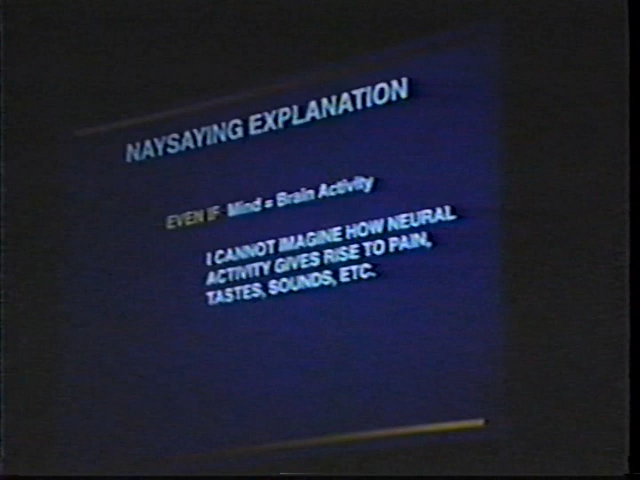 NAYSAYING EXPLANATION
EVEN IF Mind = Brain Activity
I CANNOT IMAGINE HOW NEURAL
ACTIVITY GIVES RISE TO PAIN,
TASTES, SOUNDS, ETC.